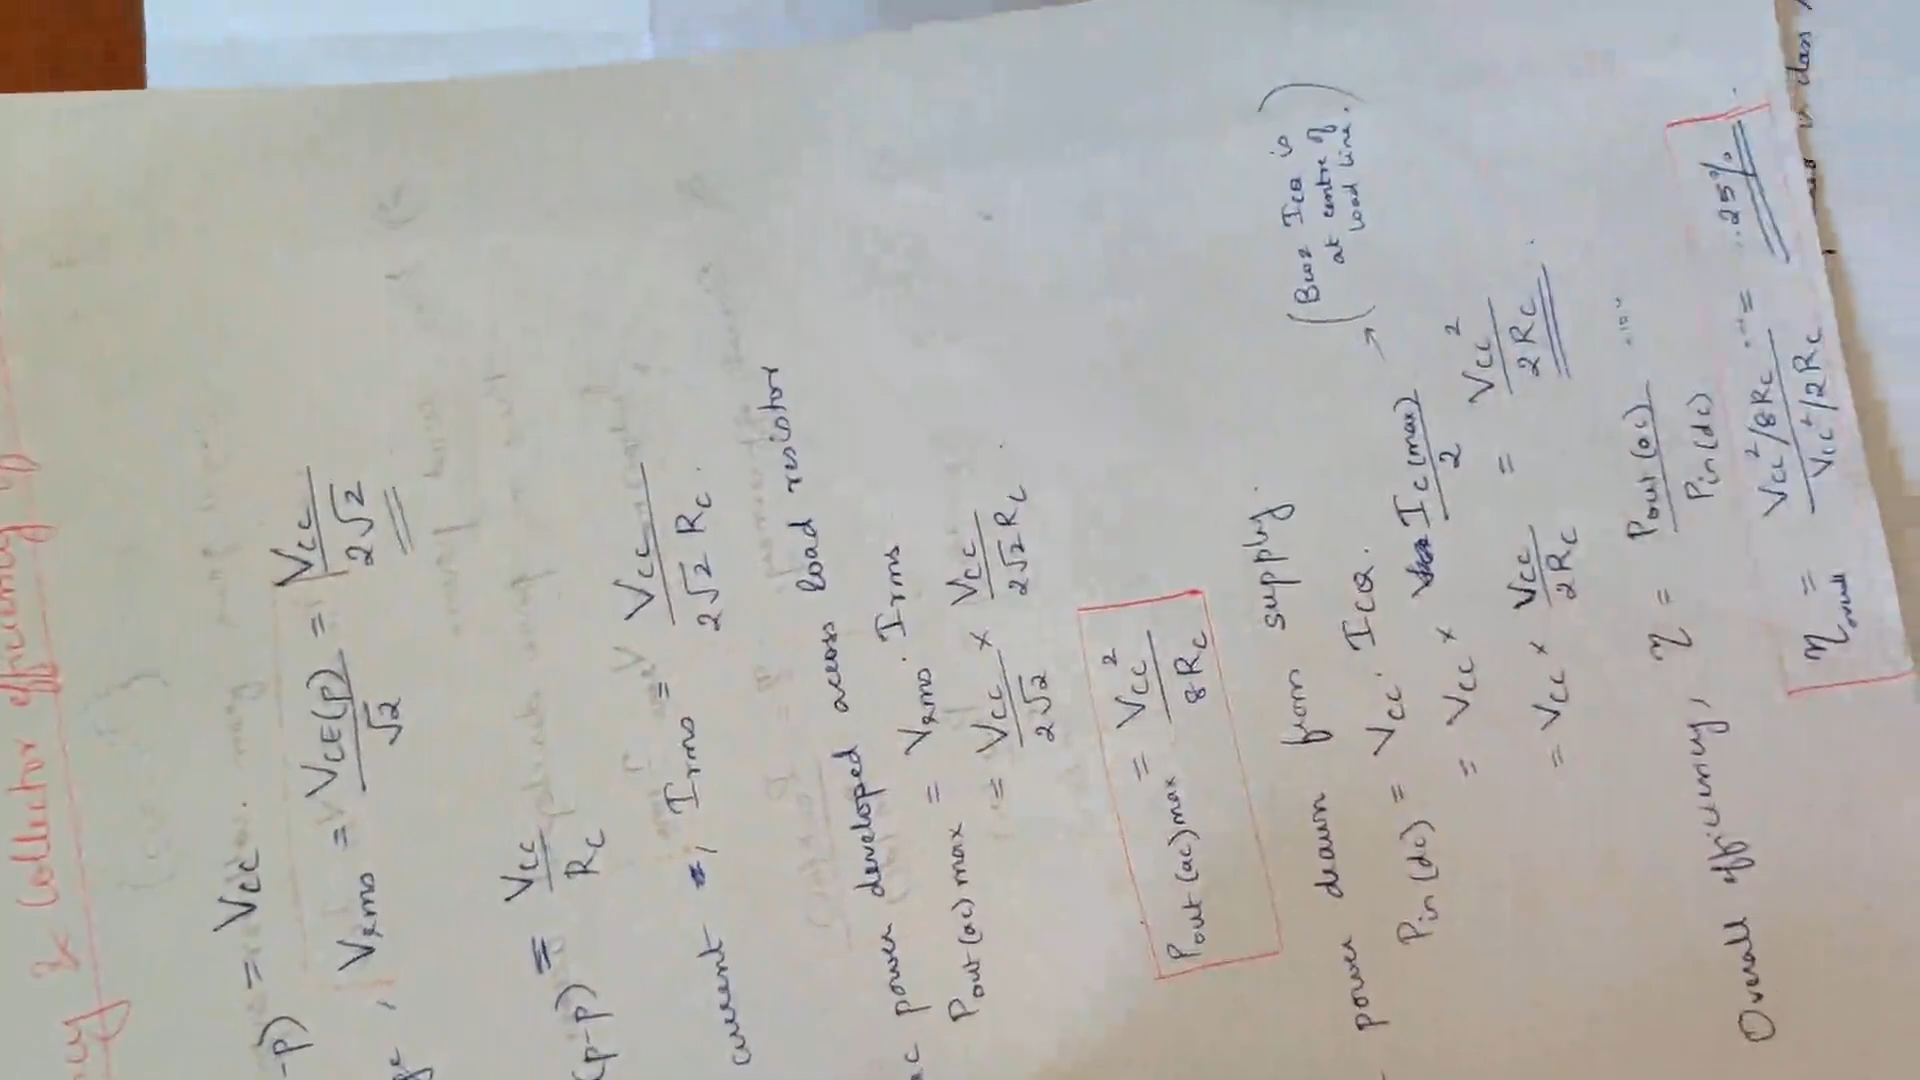 & Collector efficiency of
-p) = VCC
, Vrms = VCE(p)/√2 = VCC/2√2
(p-p) = VCC/RC
current , Irms = VCC/2√2 RC.
ac power developed across load resistor
Pout(ac)max = Vrms. Irms
= VCC/2√2 × VCC/2√2 RC
Pout(ac)max = VCC²/8RC
power drawn from supply.
Pin(dc) = VCC. ICQ.
(Bcoz ICQ is
at centre of
load line.)
= VCC × IC(max)/2
= VCC × VCC/2RC = VCC²/2RC.
Overall efficiency, η = Pout(ac)/Pin(dc)
η = VCC²/8RC / VCC²/2RC = 25%.